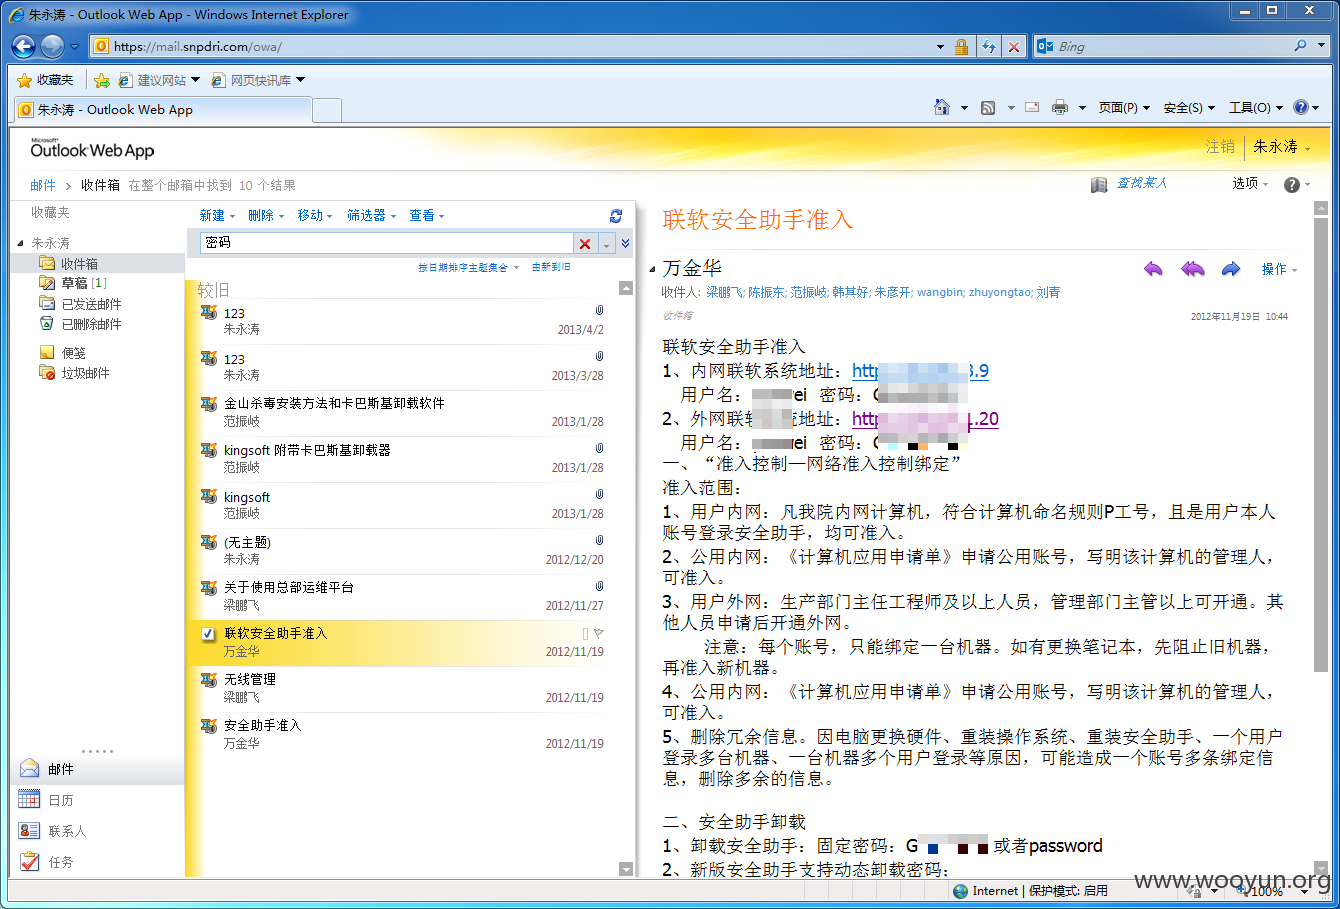 朱永涛 - Outlook Web App - Windows Internet Explorer
https://mail.snpdri.com/owa/
Bing
收藏夹
建议网站
网页快讯库
朱永涛 - Outlook Web App
页面(P)
安全(S)
工具(O)
Microsoft
Outlook Web App
注销
朱永涛
邮件 > 收件箱 在整个邮箱中找到 10 个结果
查找某人
选项
收藏夹
朱永涛
收件箱
草稿 [1]
已发送邮件
已删除邮件
便笺
垃圾邮件
邮件
日历
联系人
任务
新建 删除 移动 筛选器 查看
密码
按日期排序主题集合 由新到旧
较旧
123
朱永涛 2013/4/2
123
朱永涛 2013/3/28
金山杀毒安装方法和卡巴斯基卸载软件
范振岐 2013/1/28
kingsoft 附带卡巴斯基卸载器
范振岐 2013/1/28
kingsoft
范振岐 2013/1/28
(无主题)
朱永涛 2012/12/20
关于使用总部运维平台
梁鹏飞 2012/11/27
联软安全助手准入
万金华 2012/11/19
无线管理
梁鹏飞 2012/11/19
安全助手准入
万金华 2012/11/19
联软安全助手准入
万金华
操作
收件人: 梁鹏飞; 陈振东; 范振岐; 韩其好; 朱彦开; wangbin; zhuyongtao; 刘青
收件箱
2012年11月19日 10:44
联软安全助手准入
1、内网联软系统地址：htt 3.9
用户名： ei 密码：
2、外网联软 统地址：htt 1.20
用户名： ei 密码：
一、“准入控制—网络准入控制绑定”
准入范围：
1、用户内网：凡我院内网计算机，符合计算机命名规则P工号，且是用户本人
账号登录安全助手，均可准入。
2、公用内网：《计算机应用申请单》申请公用账号，写明该计算机的管理人，
可准入。
3、用户外网：生产部门主任工程师及以上人员，管理部门主管以上可开通。其
他人员申请后开通外网。
注意：每个账号，只能绑定一台机器。如有更换笔记本，先阻止旧机器，
再准入新机器。
4、公用内网：《计算机应用申请单》申请公用账号，写明该计算机的管理人，
可准入。
5、删除冗余信息。因电脑更换硬件、重装操作系统、重装安全助手、一个用户
登录多台机器、一台机器多个用户登录等原因，可能造成一个账号多条绑定信
息，删除多余的信息。
二、安全助手卸载
1、卸载安全助手：固定密码：G 或者password
2、新版安全助手支持动态卸载密码；
Internet | 保护模式: 启用
100%
www.wooyun.org